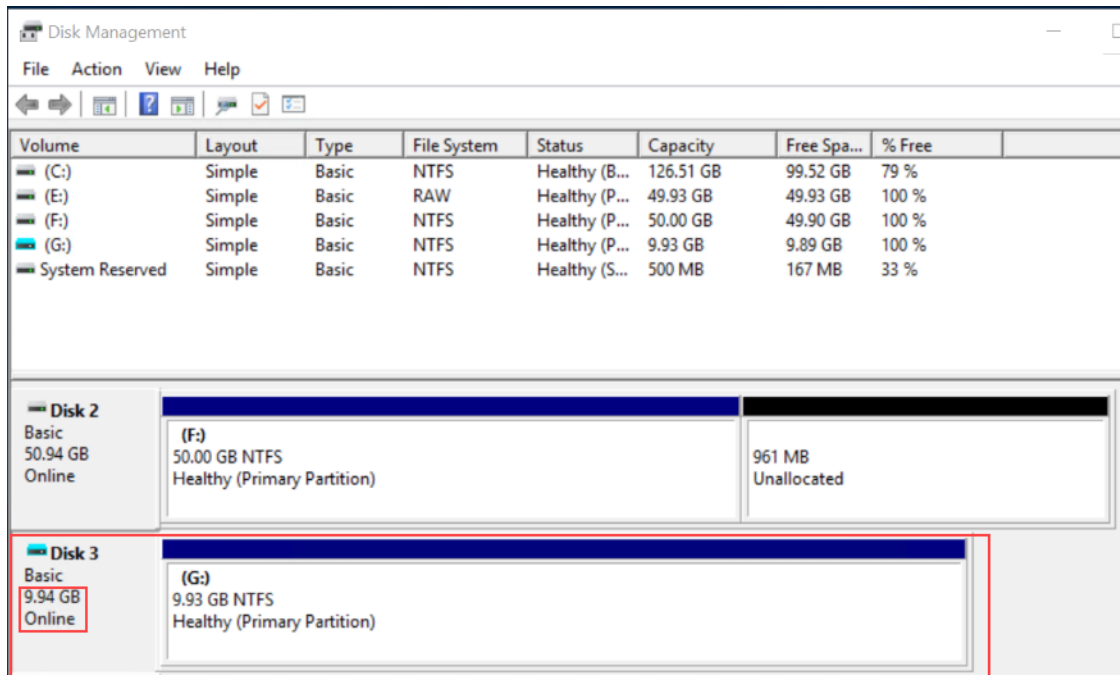 Disk Management
File Action View Help
Volume Layout Type File System Status Capacity Free Spa... % Free
(C:) Simple Basic NTFS Healthy (B... 126.51 GB 99.52 GB 79 %
(E:) Simple Basic RAW Healthy (P... 49.93 GB 49.93 GB 100 %
(F:) Simple Basic NTFS Healthy (P... 50.00 GB 49.90 GB 100 %
(G:) Simple Basic NTFS Healthy (P... 9.93 GB 9.89 GB 100 %
System Reserved Simple Basic NTFS Healthy (S... 500 MB 167 MB 33 %
Disk 2
Basic
50.94 GB
Online
(F:)
50.00 GB NTFS
Healthy (Primary Partition)
961 MB
Unallocated
Disk 3
Basic
9.94 GB
Online
(G:)
9.93 GB NTFS
Healthy (Primary Partition)